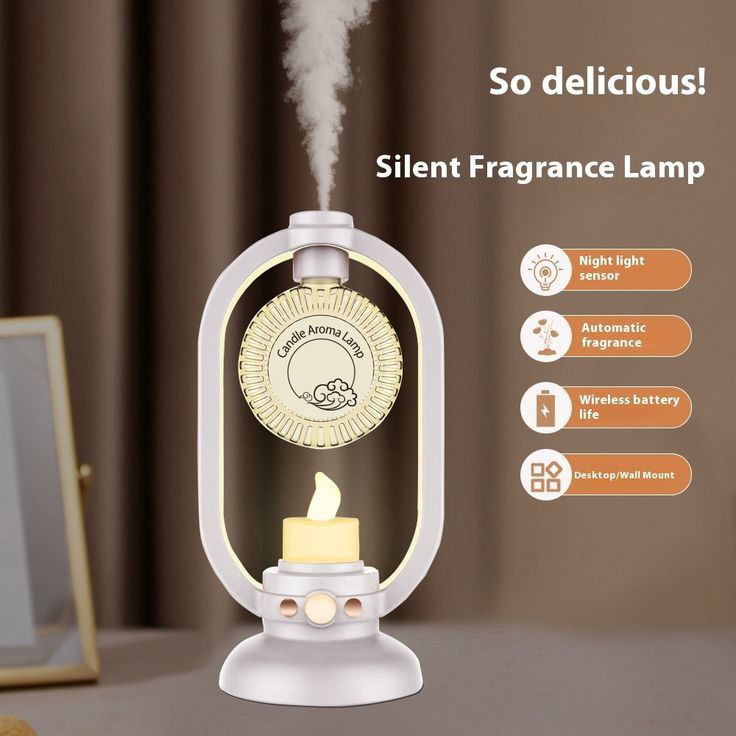 So delicious!
Silent Fragrance Lamp
Candle Aroma Lamp
Night light
sensor
Automatic
fragrance
Wireless battery
life
Desktop/Wall Mount